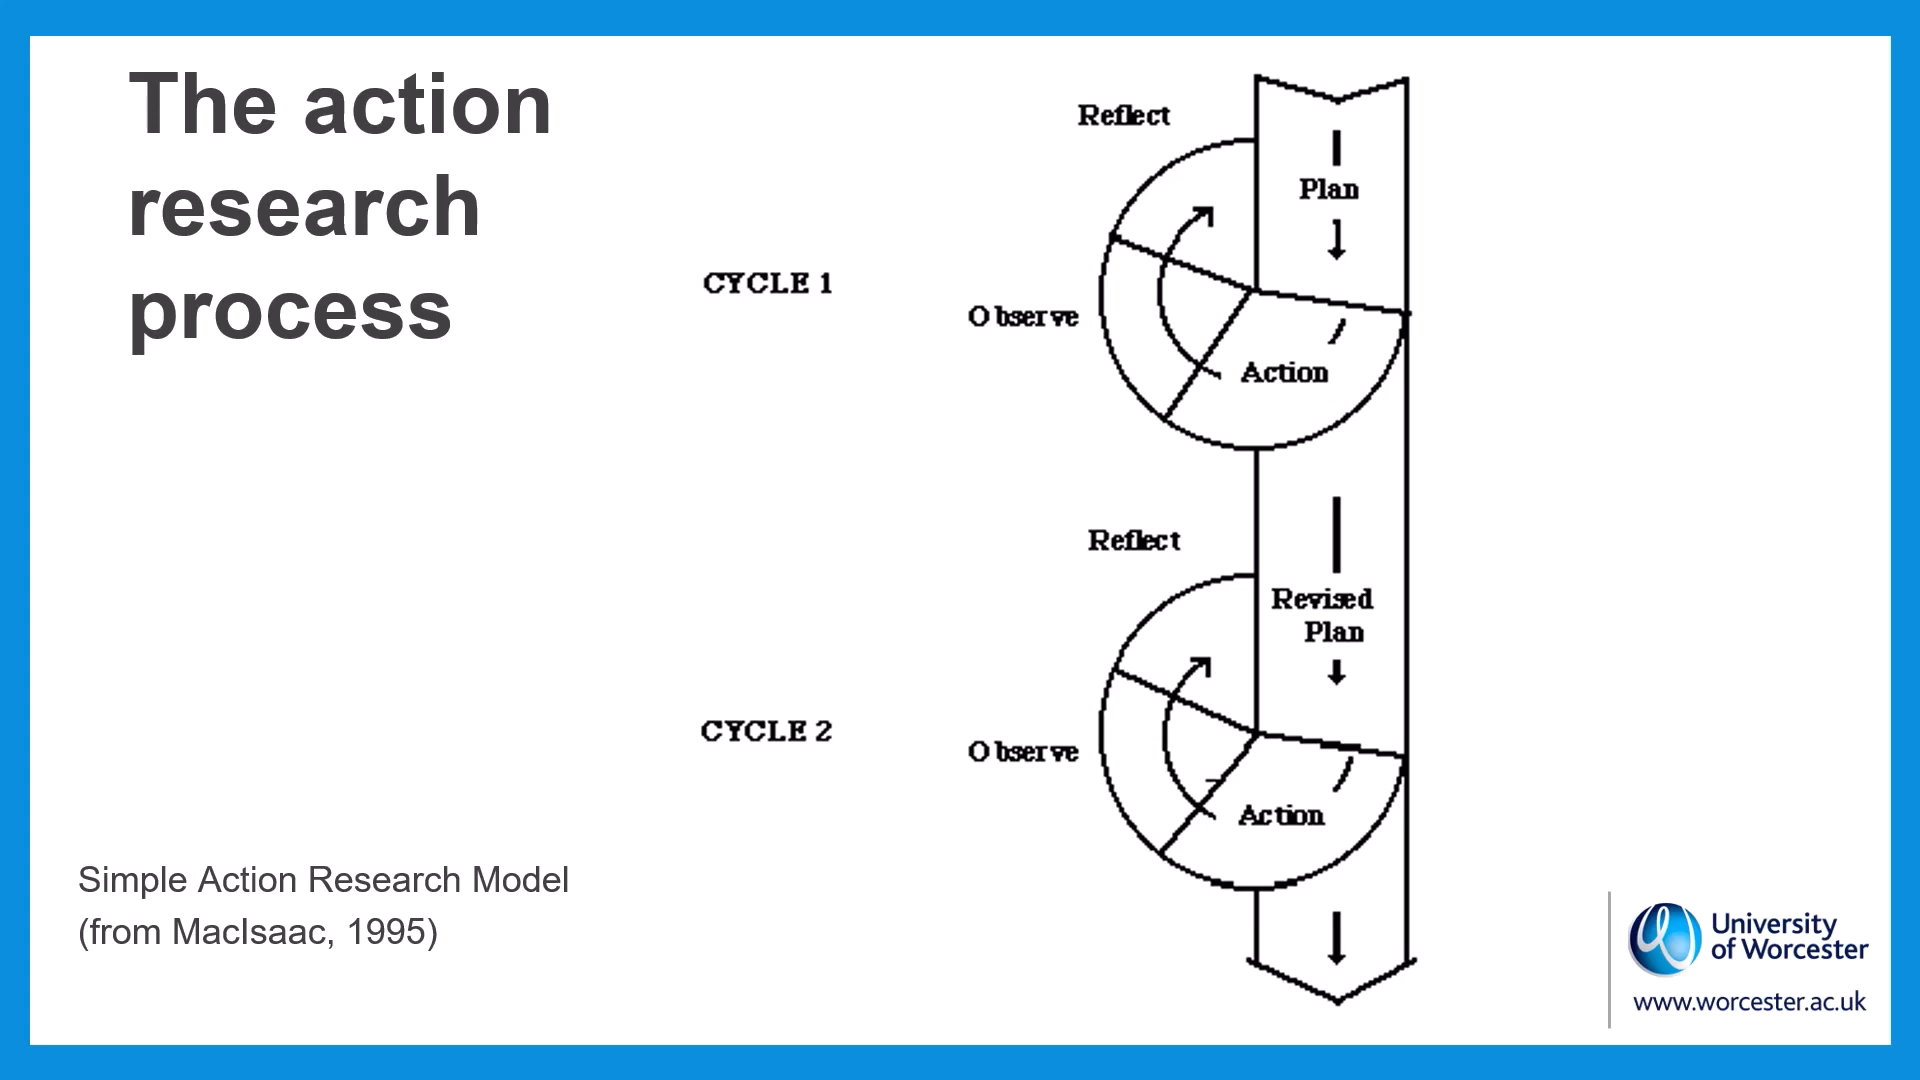 The action
research
process
Reflect
Plan
CYCLE 1
Observe
Action
Reflect
Revised
Plan
CYCLE 2
Observe
Action
Simple Action Research Model
(from MacIsaac, 1995)
University
of Worcester
www.worcester.ac.uk